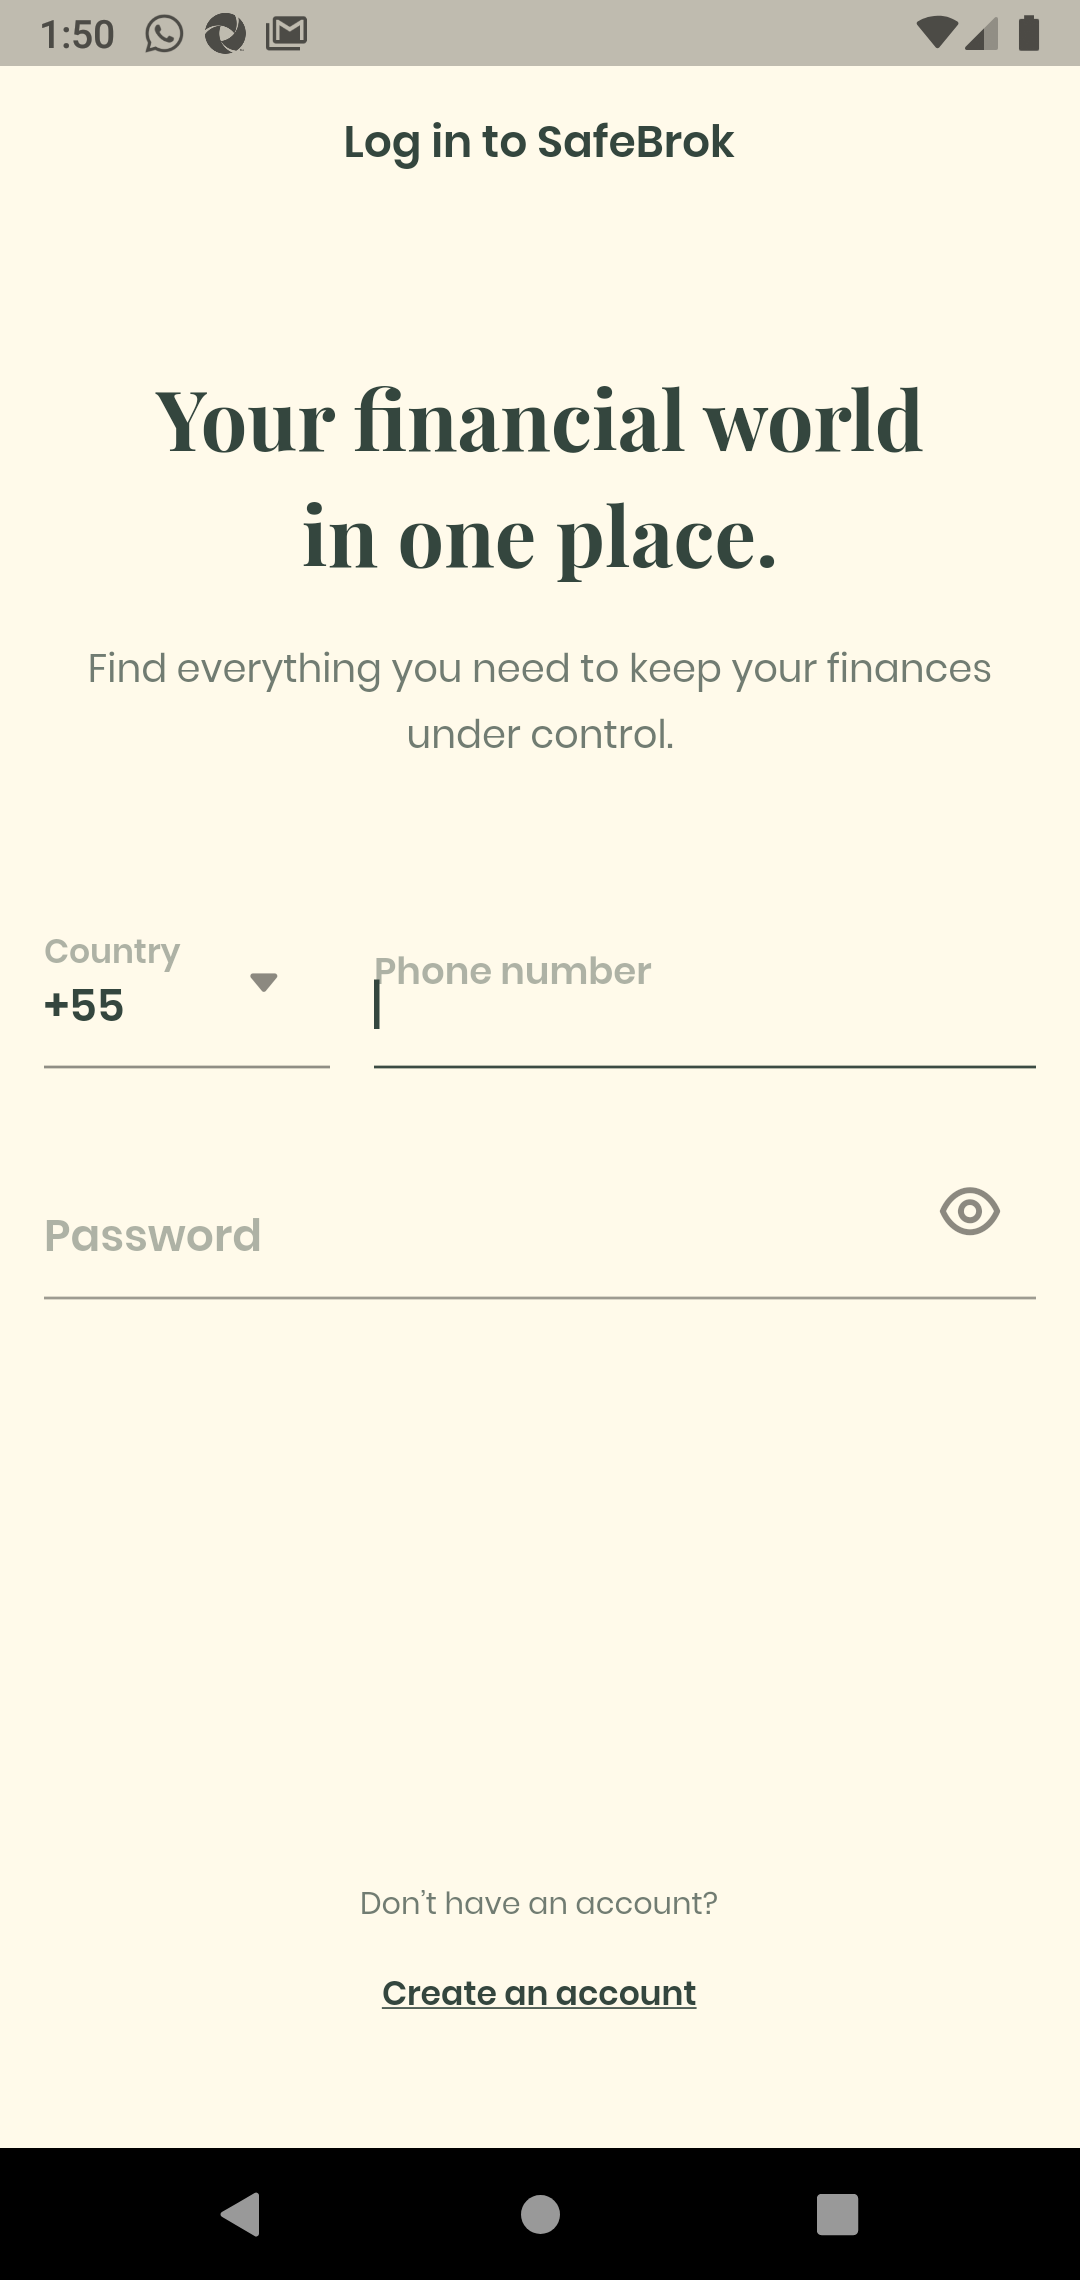 1:50
Log in to SafeBrok
Your financial world
in one place.
Find everything you need to keep your finances
under control.
Country
+55
Phone number
Password
Don’t have an account?
Create an account